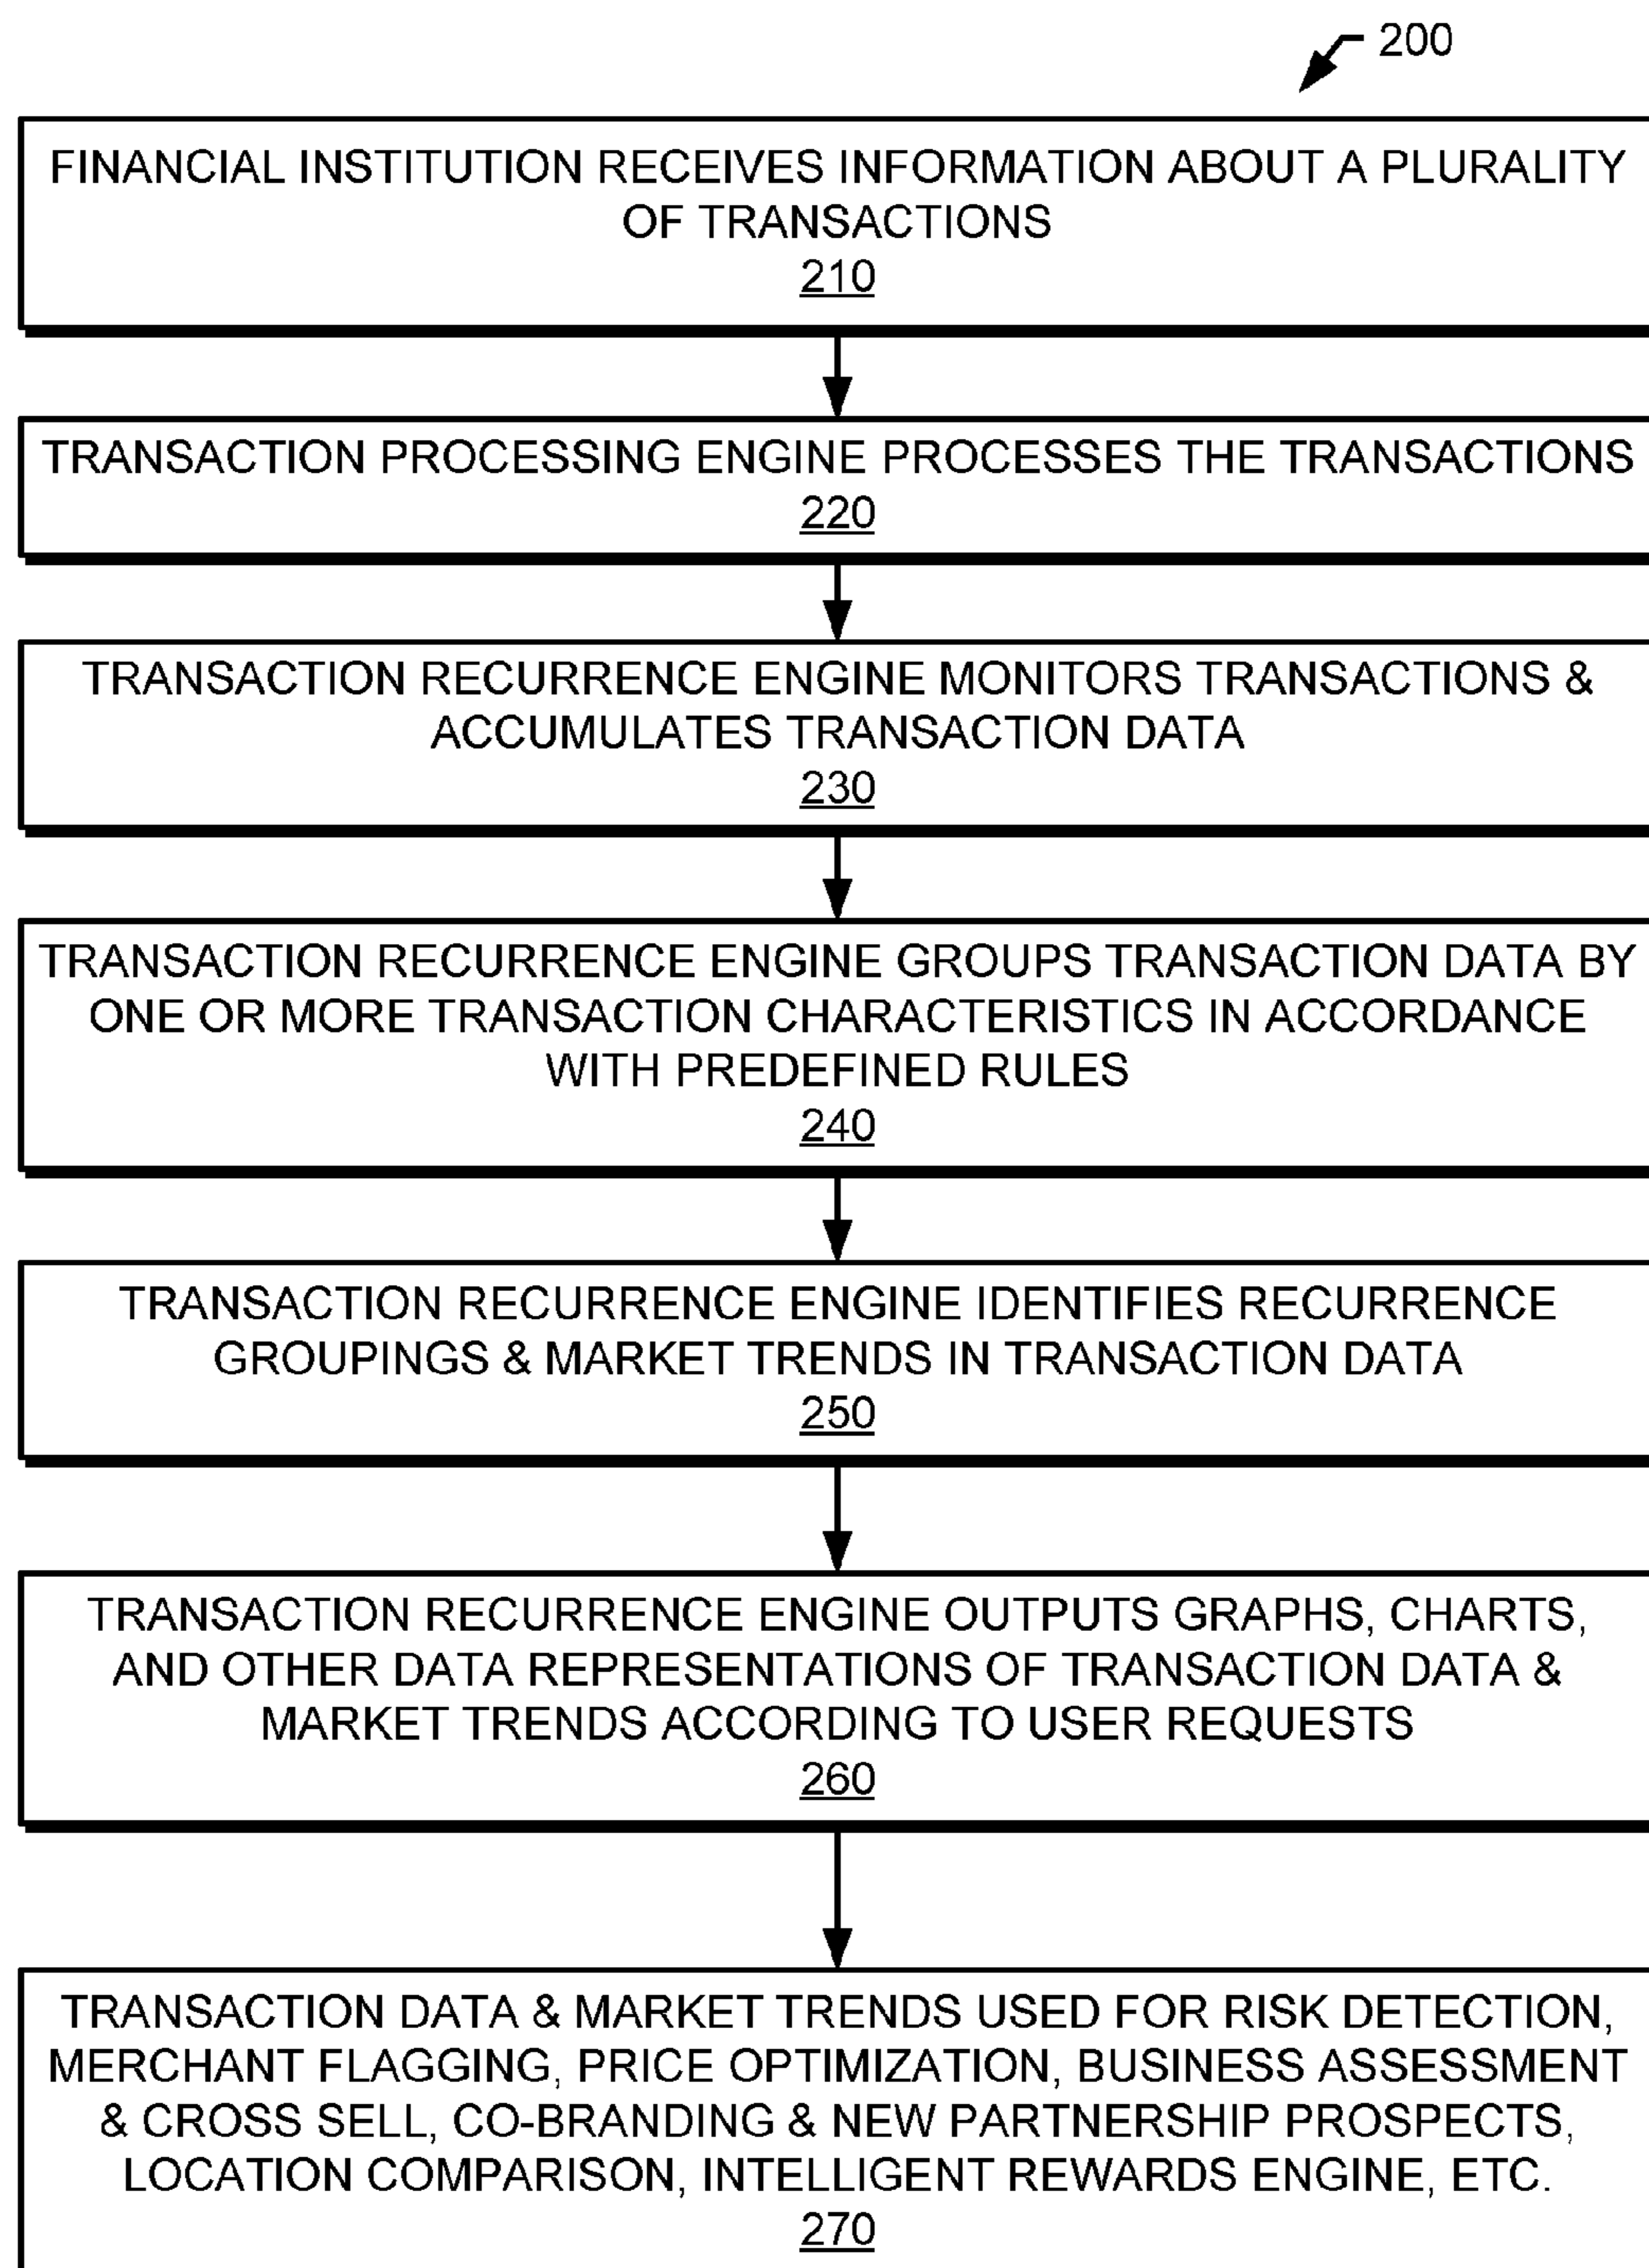 200
FINANCIAL INSTITUTION RECEIVES INFORMATION ABOUT A PLURALITY
OF TRANSACTIONS
210
TRANSACTION PROCESSING ENGINE PROCESSES THE TRANSACTIONS
220
TRANSACTION RECURRENCE ENGINE MONITORS TRANSACTIONS &
ACCUMULATES TRANSACTION DATA
230
TRANSACTION RECURRENCE ENGINE GROUPS TRANSACTION DATA BY
ONE OR MORE TRANSACTION CHARACTERISTICS IN ACCORDANCE
WITH PREDEFINED RULES
240
TRANSACTION RECURRENCE ENGINE IDENTIFIES RECURRENCE
GROUPINGS & MARKET TRENDS IN TRANSACTION DATA
250
TRANSACTION RECURRENCE ENGINE OUTPUTS GRAPHS, CHARTS,
AND OTHER DATA REPRESENTATIONS OF TRANSACTION DATA &
MARKET TRENDS ACCORDING TO USER REQUESTS
260
TRANSACTION DATA & MARKET TRENDS USED FOR RISK DETECTION,
MERCHANT FLAGGING, PRICE OPTIMIZATION, BUSINESS ASSESSMENT
& CROSS SELL, CO-BRANDING & NEW PARTNERSHIP PROSPECTS,
LOCATION COMPARISON, INTELLIGENT REWARDS ENGINE, ETC.
270